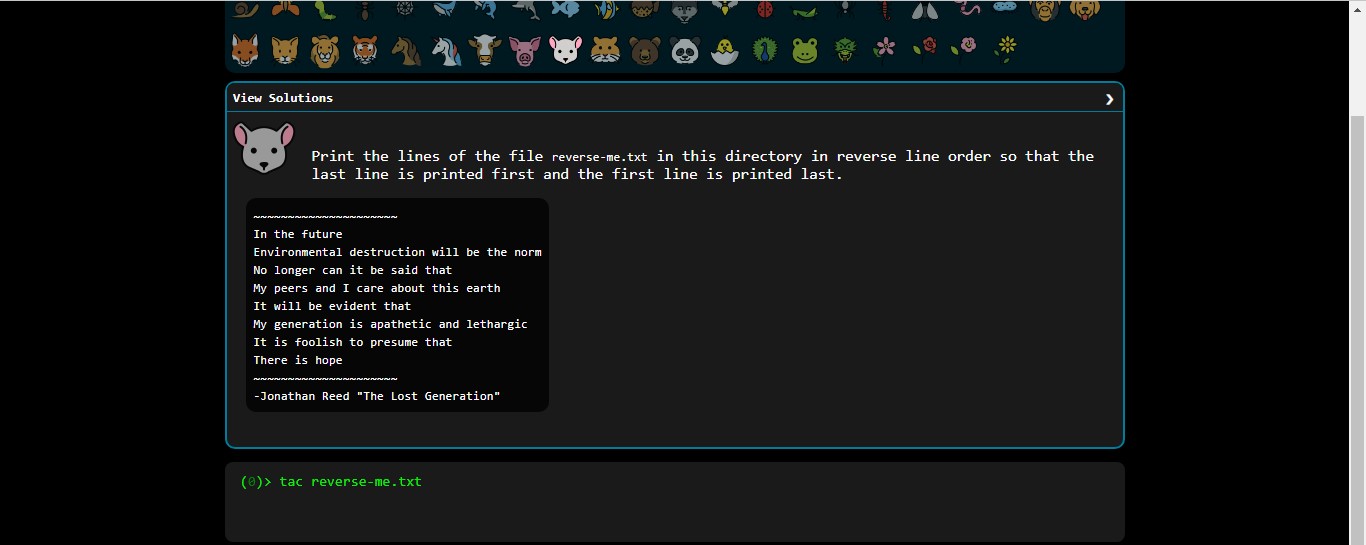 View Solutions
Print the lines of the file reverse-me.txt in this directory in reverse line order so that the
last line is printed first and the first line is printed last.
~~~~~~~~~~~~~~~~~~~~~
In the future
Environmental destruction will be the norm
No longer can it be said that
My peers and I care about this earth
It will be evident that
My generation is apathetic and lethargic
It is foolish to presume that
There is hope
~~~~~~~~~~~~~~~~~~~~~
-Jonathan Reed "The Lost Generation"
(0)> tac reverse-me.txt